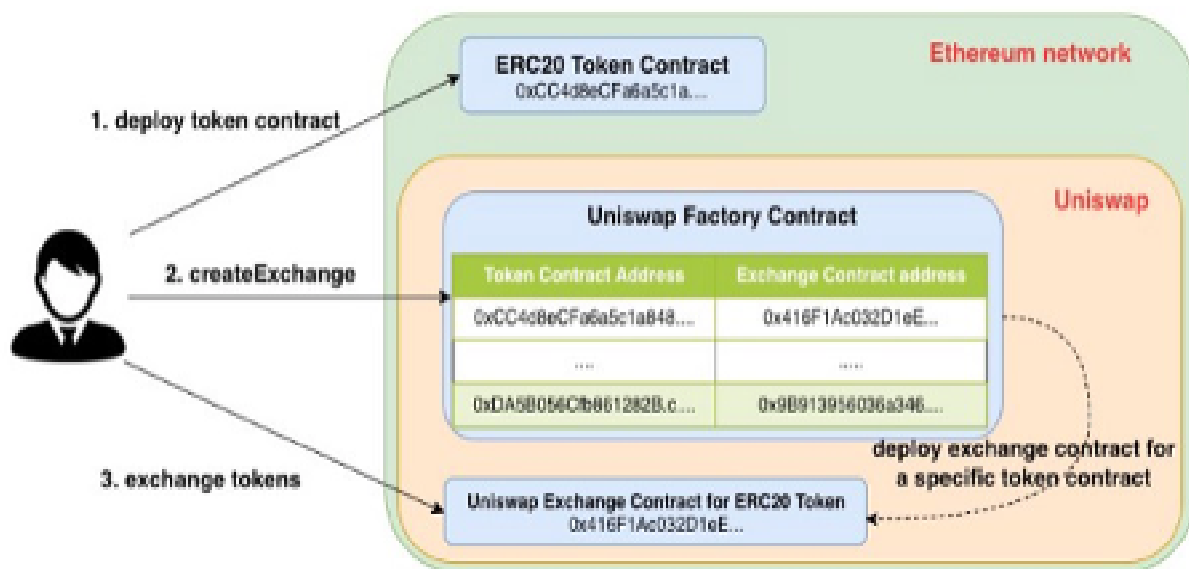 Ethereum network
ERC20 Token Contract
0xCC4d8eCFa6a5c1a....
1. deploy token contract
Uniswap
Uniswap Factory Contract
2. createExchange
Token Contract Address Exchange Contract address
0xCC4d8eCFa6a5c1a848.... 0x416F1Ac032D1eE...
.... .....
0xDA5B056Cfb861282B.c.... 0x9B913956036a346....
deploy exchange contract for
a specific token contract
3. exchange tokens
Uniswap Exchange Contract for ERC20 Token
0x416F1Ac032D1eE...